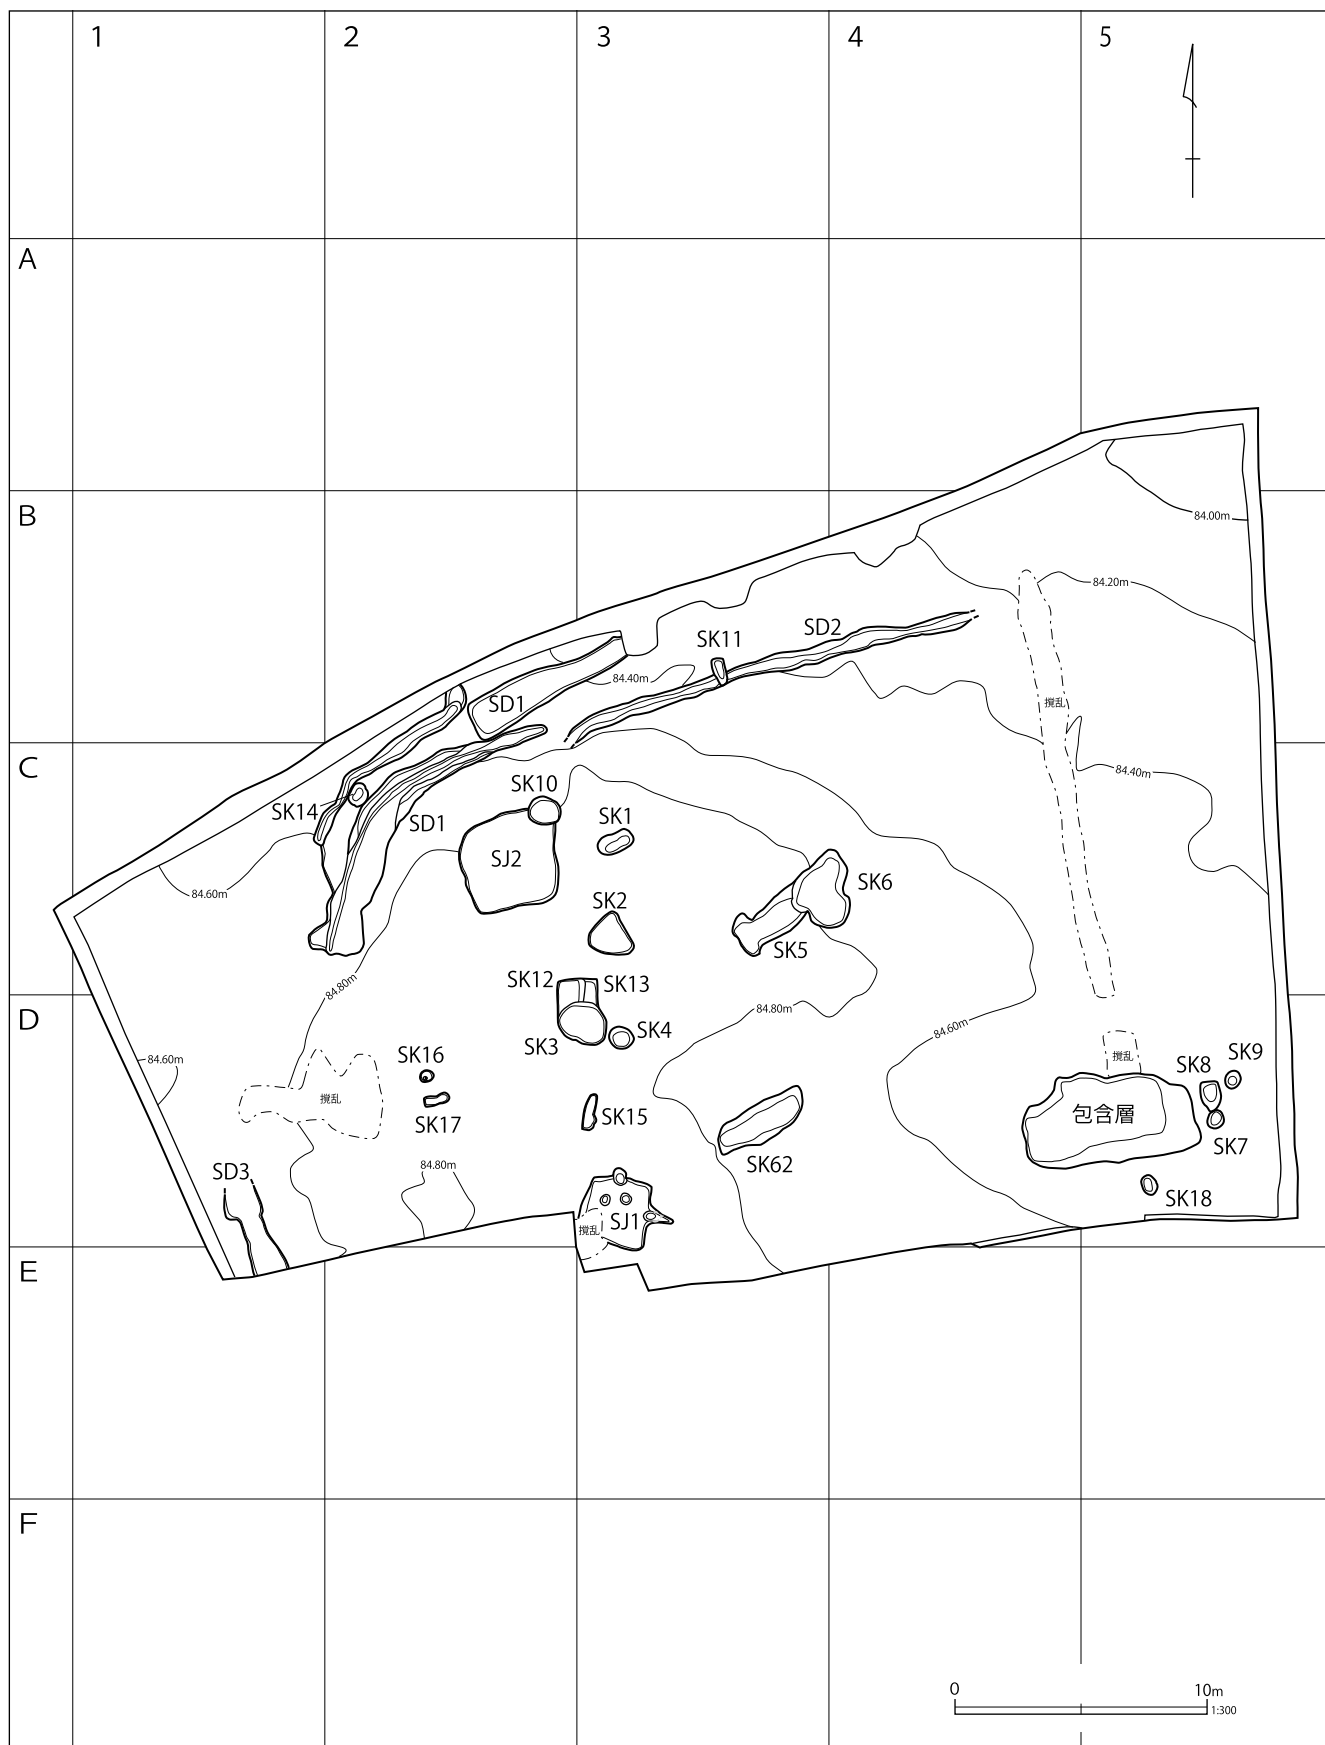 1
2
3
4
5
A
B
84.00m
84.20m
SD2
SK11
84.40m
SD1
撹乱
C
84.40m
SK10
SK14
SD1
SK1
SJ2
SK6
84.60m
SK2
SK5
SK12
SK13
84.80m
84.80m
D
SK4
84.60m
SK3
SK16
84.60m
撹乱
SK9
SK8
撹乱
包含層
SK17
SK15
SK7
SK62
84.80m
SD3
SK18
SJ1
撹乱
E
F
0
10m
1:300